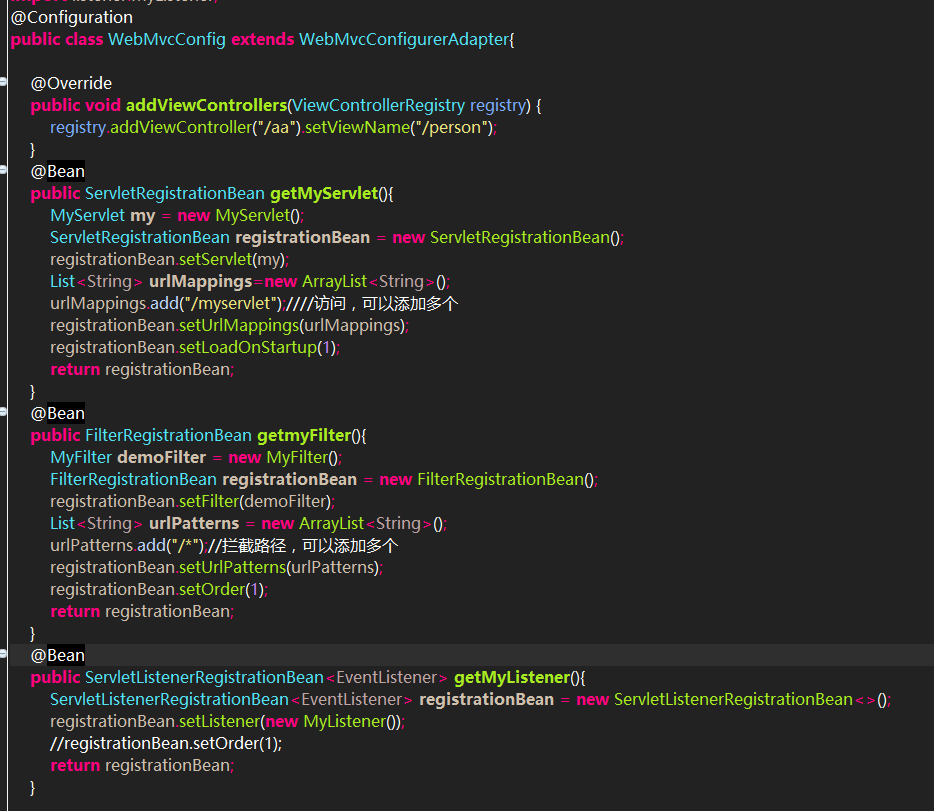 import listener.MyListener;
@Configuration
public class WebMvcConfig extends WebMvcConfigurerAdapter{
@Override
public void addViewControllers(ViewControllerRegistry registry) {
registry.addViewController("/aa").setViewName("/person");
}
@Bean
public ServletRegistrationBean getMyServlet(){
MyServlet my = new MyServlet();
ServletRegistrationBean registrationBean = new ServletRegistrationBean();
registrationBean.setServlet(my);
List<String> urlMappings=new ArrayList<String>();
urlMappings.add("/myservlet");////访问，可以添加多个
registrationBean.setUrlMappings(urlMappings);
registrationBean.setLoadOnStartup(1);
return registrationBean;
}
@Bean
public FilterRegistrationBean getmyFilter(){
MyFilter demoFilter = new MyFilter();
FilterRegistrationBean registrationBean = new FilterRegistrationBean();
registrationBean.setFilter(demoFilter);
List<String> urlPatterns = new ArrayList<String>();
urlPatterns.add("/*");//拦截路径，可以添加多个
registrationBean.setUrlPatterns(urlPatterns);
registrationBean.setOrder(1);
return registrationBean;
}
@Bean
public ServletListenerRegistrationBean<EventListener> getMyListener(){
ServletListenerRegistrationBean<EventListener> registrationBean = new ServletListenerRegistrationBean<>();
registrationBean.setListener(new MyListener());
//registrationBean.setOrder(1);
return registrationBean;
}